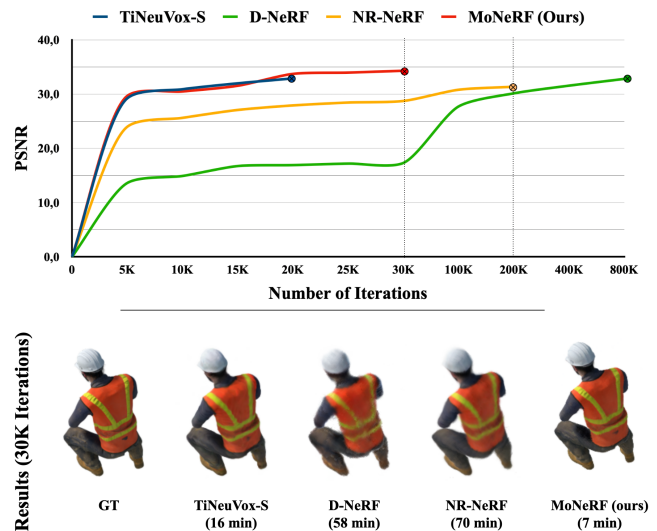 TiNeuVox-S D-NeRF NR-NeRF MoNeRF (Ours)
40,0
30,0
20,0
10,0
0,0
PSNR
0 5K 10K 15K 20K 25K 30K 100K 200K 400K 800K
Number of Iterations
Results (30K Iterations)
GT TiNeuVox-S D-NeRF NR-NeRF MoNeRF (ours)
(16 min) (58 min) (70 min) (7 min)